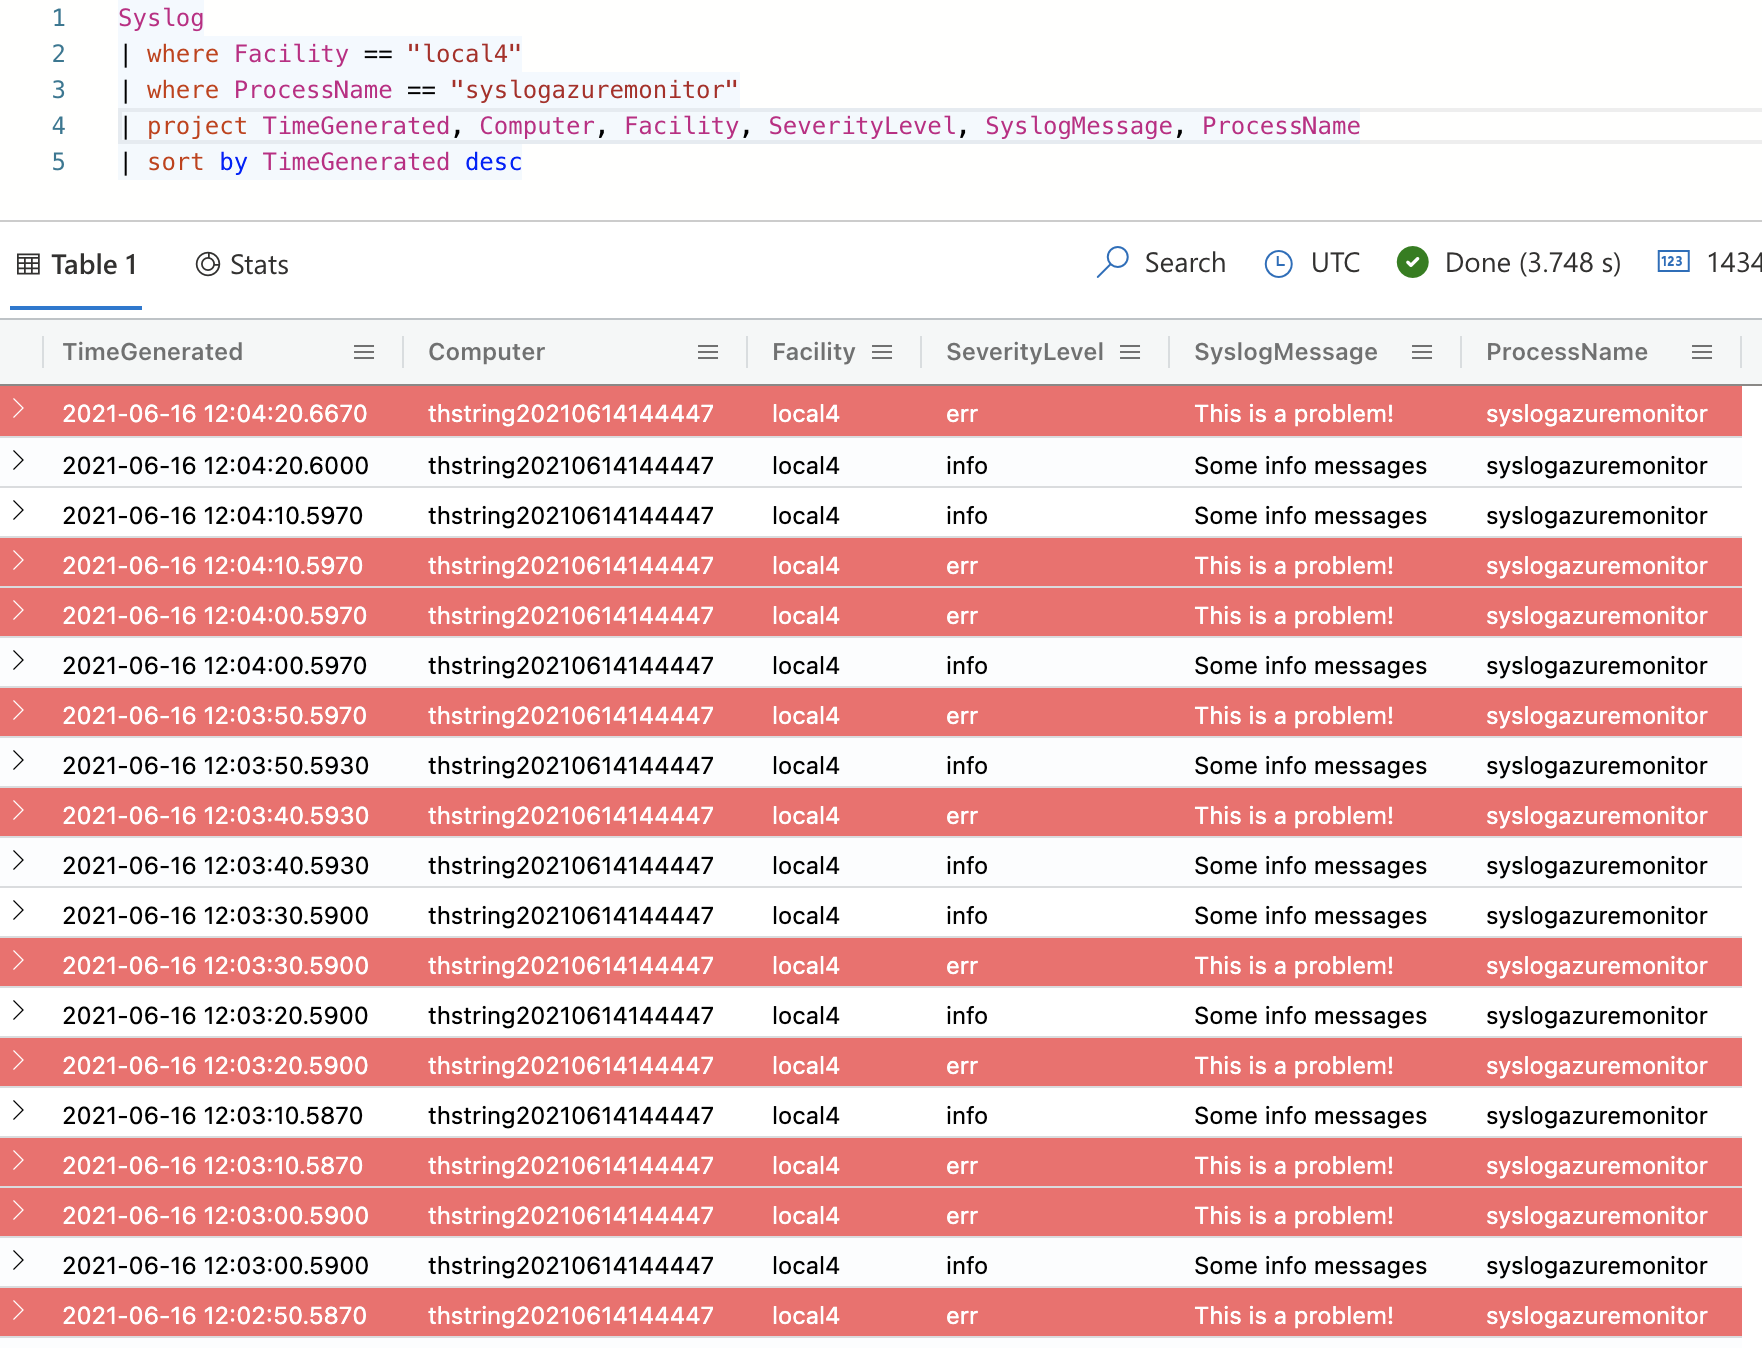 1 Syslog
2 | where Facility == "local4"
3 | where ProcessName == "syslogazuremonitor"
4 | project TimeGenerated, Computer, Facility, SeverityLevel, SyslogMessage, ProcessName
5 | sort by TimeGenerated desc
Table 1 Stats Search UTC Done (3.748 s) 123 1434
TimeGenerated Computer Facility SeverityLevel SyslogMessage ProcessName
2021-06-16 12:04:20.6670 thstring20210614144447 local4 err This is a problem! syslogazuremonitor
2021-06-16 12:04:20.6000 thstring20210614144447 local4 info Some info messages syslogazuremonitor
2021-06-16 12:04:10.5970 thstring20210614144447 local4 info Some info messages syslogazuremonitor
2021-06-16 12:04:10.5970 thstring20210614144447 local4 err This is a problem! syslogazuremonitor
2021-06-16 12:04:00.5970 thstring20210614144447 local4 err This is a problem! syslogazuremonitor
2021-06-16 12:04:00.5970 thstring20210614144447 local4 info Some info messages syslogazuremonitor
2021-06-16 12:03:50.5970 thstring20210614144447 local4 err This is a problem! syslogazuremonitor
2021-06-16 12:03:50.5930 thstring20210614144447 local4 info Some info messages syslogazuremonitor
2021-06-16 12:03:40.5930 thstring20210614144447 local4 err This is a problem! syslogazuremonitor
2021-06-16 12:03:40.5930 thstring20210614144447 local4 info Some info messages syslogazuremonitor
2021-06-16 12:03:30.5900 thstring20210614144447 local4 info Some info messages syslogazuremonitor
2021-06-16 12:03:30.5900 thstring20210614144447 local4 err This is a problem! syslogazuremonitor
2021-06-16 12:03:20.5900 thstring20210614144447 local4 info Some info messages syslogazuremonitor
2021-06-16 12:03:20.5900 thstring20210614144447 local4 err This is a problem! syslogazuremonitor
2021-06-16 12:03:10.5870 thstring20210614144447 local4 info Some info messages syslogazuremonitor
2021-06-16 12:03:10.5870 thstring20210614144447 local4 err This is a problem! syslogazuremonitor
2021-06-16 12:03:00.5900 thstring20210614144447 local4 err This is a problem! syslogazuremonitor
2021-06-16 12:03:00.5900 thstring20210614144447 local4 info Some info messages syslogazuremonitor
2021-06-16 12:02:50.5870 thstring20210614144447 local4 err This is a problem! syslogazuremonitor